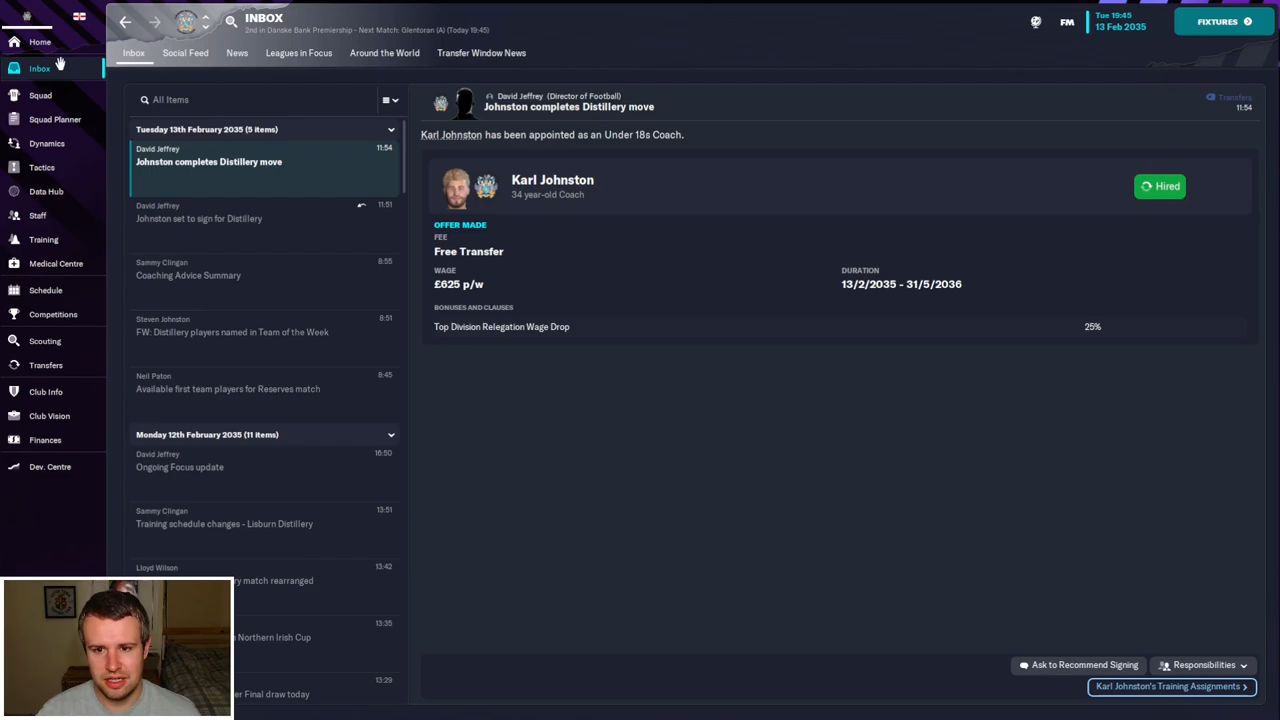 INBOX
2nd in Danske Bank Premiership - Next Match: Glentoran (A) (Today 19:45)
FM
Tue 19:45
13 Feb 2035
FIXTURES
Home
Inbox
Squad
Squad Planner
Dynamics
Tactics
Data Hub
Staff
Training
Medical Centre
Schedule
Competitions
Scouting
Transfers
Club Info
Club Vision
Finances
Dev. Centre
Inbox
Social Feed
News
Leagues in Focus
Around the World
Transfer Window News
All Items
Tuesday 13th February 2035 (5 items)
David Jeffrey
11:54
Johnston completes Distillery move
David Jeffrey
11:51
Johnston set to sign for Distillery
Sammy Clingan
8:55
Coaching Advice Summary
Steven Johnston
8:51
FW: Distillery players named in Team of the Week
Neil Paton
8:45
Available first team players for Reserves match
Monday 12th February 2035 (11 items)
David Jeffrey
16:50
Ongoing Focus update
Sammy Clingan
13:51
Training schedule changes - Lisburn Distillery
Lloyd Wilson
13:42
ry match rearranged
13:35
Northern Irish Cup
13:29
er Final draw today
David Jeffrey (Director of Football)
Johnston completes Distillery move
Transfers
11:54
Karl Johnston has been appointed as an Under 18s Coach.
Karl Johnston
34 year-old Coach
Hired
OFFER MADE
FEE
Free Transfer
WAGE
£625 p/w
DURATION
13/2/2035 - 31/5/2036
BONUSES AND CLAUSES
Top Division Relegation Wage Drop
25%
Ask to Recommend Signing
Responsibilities
Karl Johnston's Training Assignments